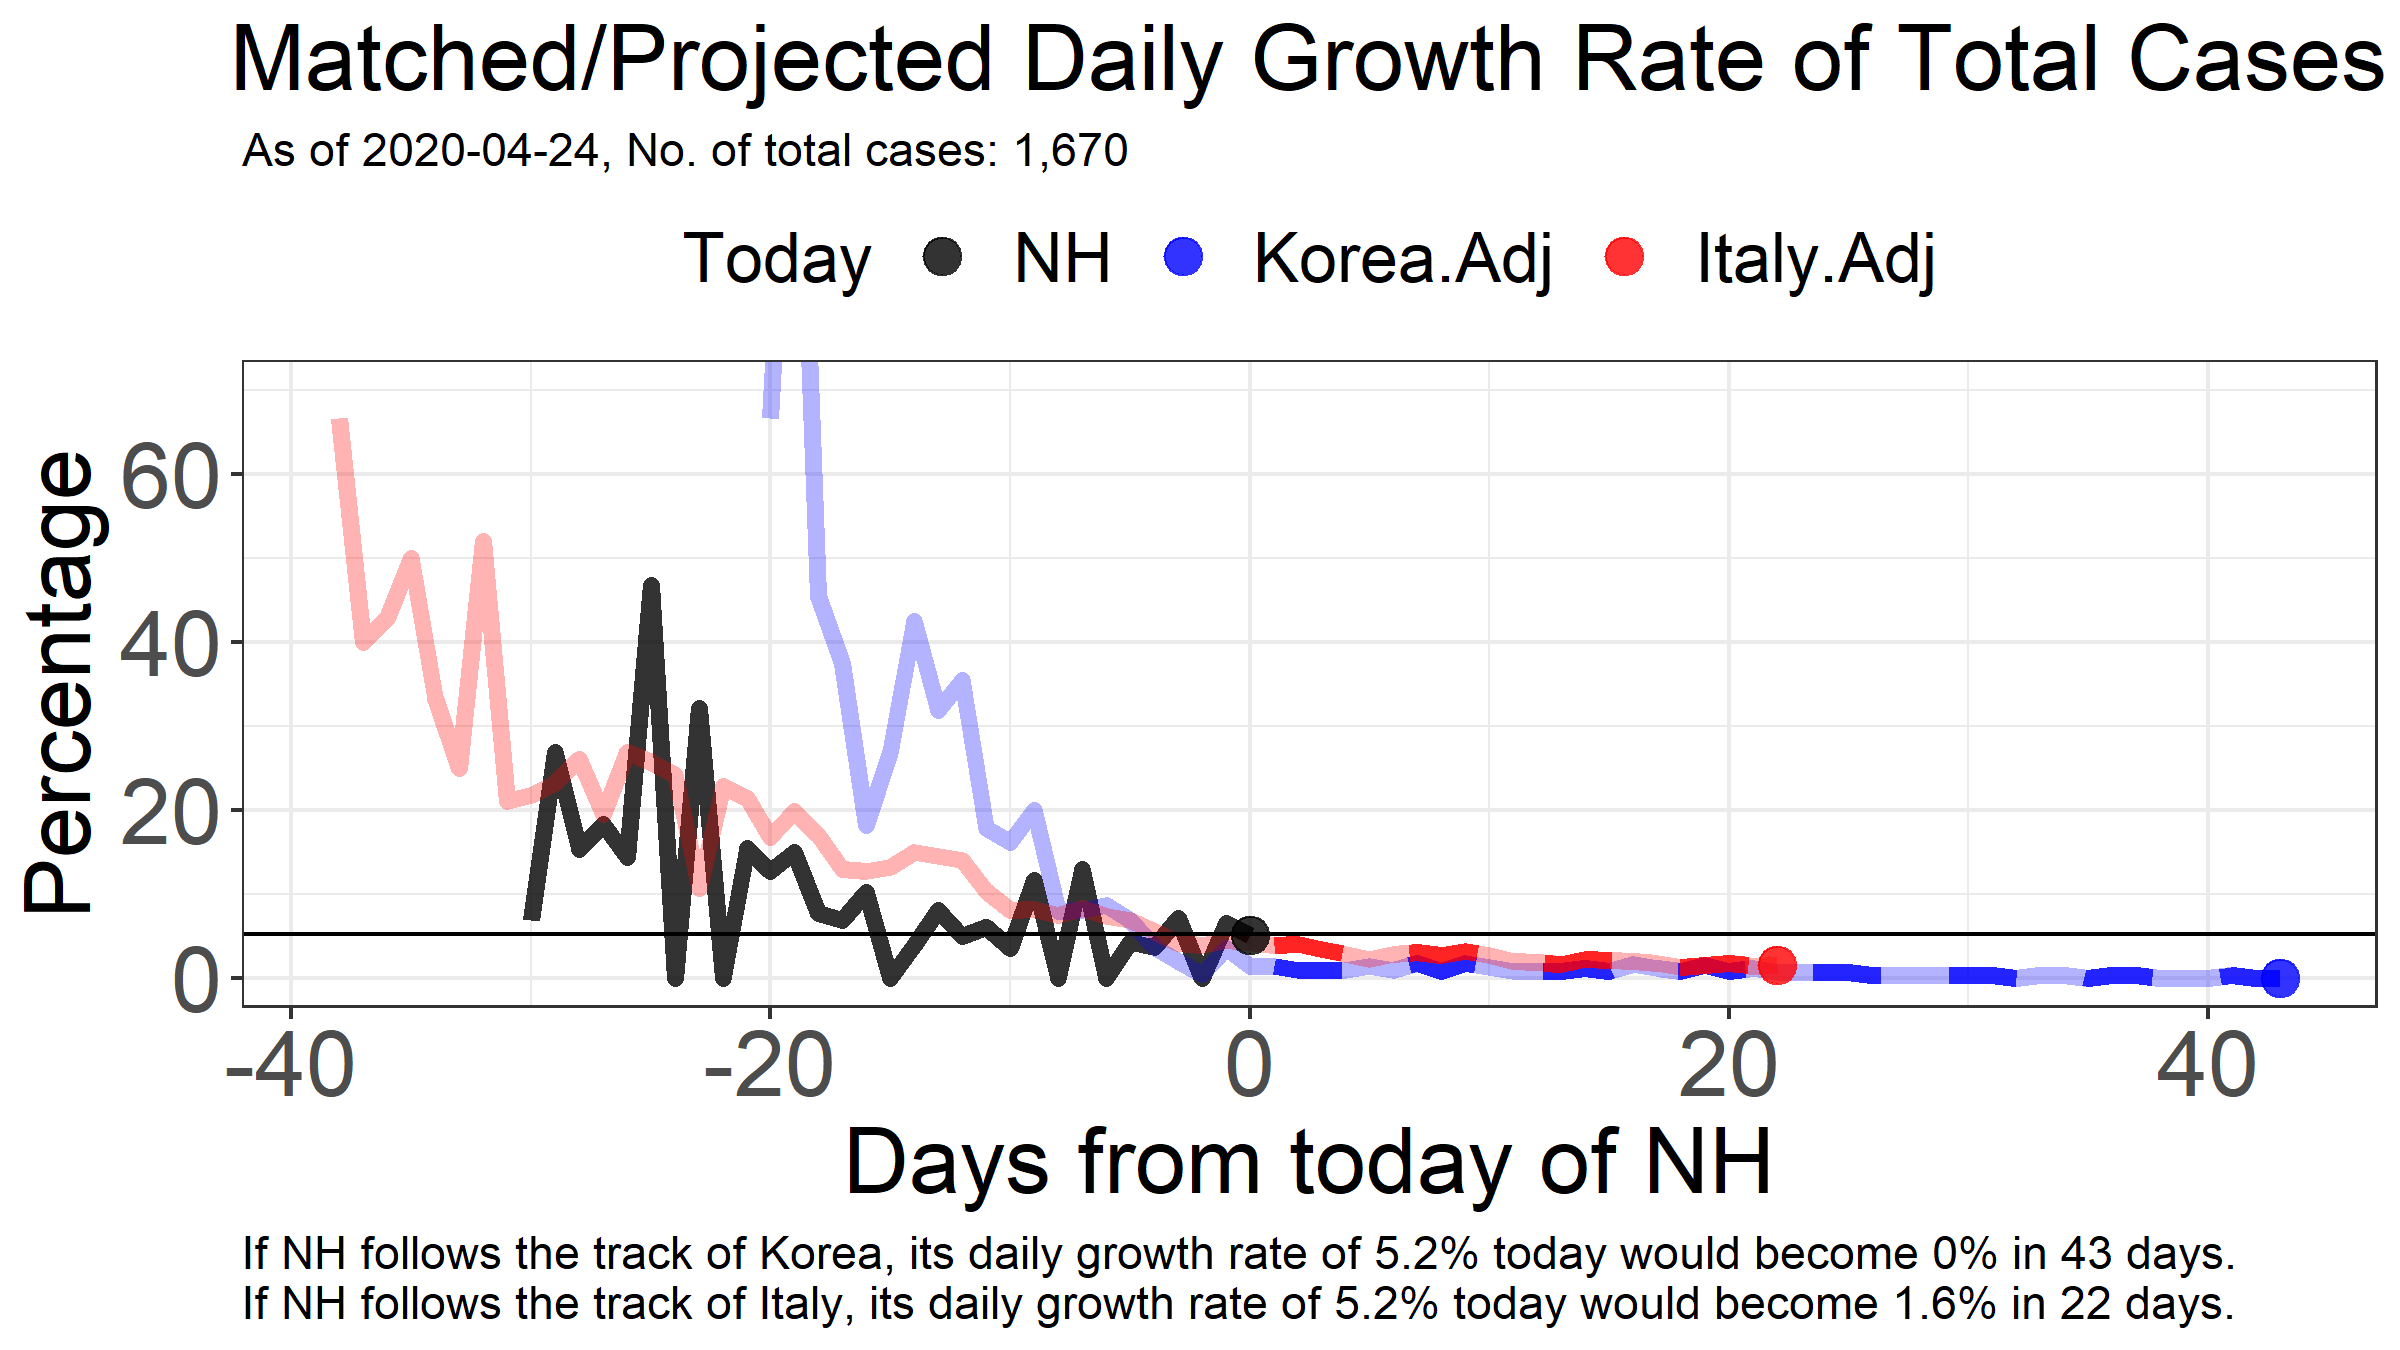 Matched/Projected Daily Growth Rate of Total Cases
As of 2020-04-24, No. of total cases: 1,670
Today NH Korea.Adj Italy.Adj
Percentage
60
40
20
0
-40 -20 0 20 40
Days from today of NH
If NH follows the track of Korea, its daily growth rate of 5.2% today would become 0% in 43 days.
If NH follows the track of Italy, its daily growth rate of 5.2% today would become 1.6% in 22 days.